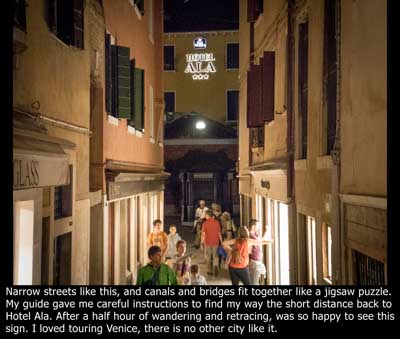 HOTEL
ALA
GLASS
Narrow streets like this, and canals and bridges fit together like a jigsaw puzzle.
My guide gave me careful instructions to find my way the short distance back to
Hotel Ala. After a half hour of wandering and retracing, was so happy to see this
sign. I loved touring Venice, there is no other city like it.